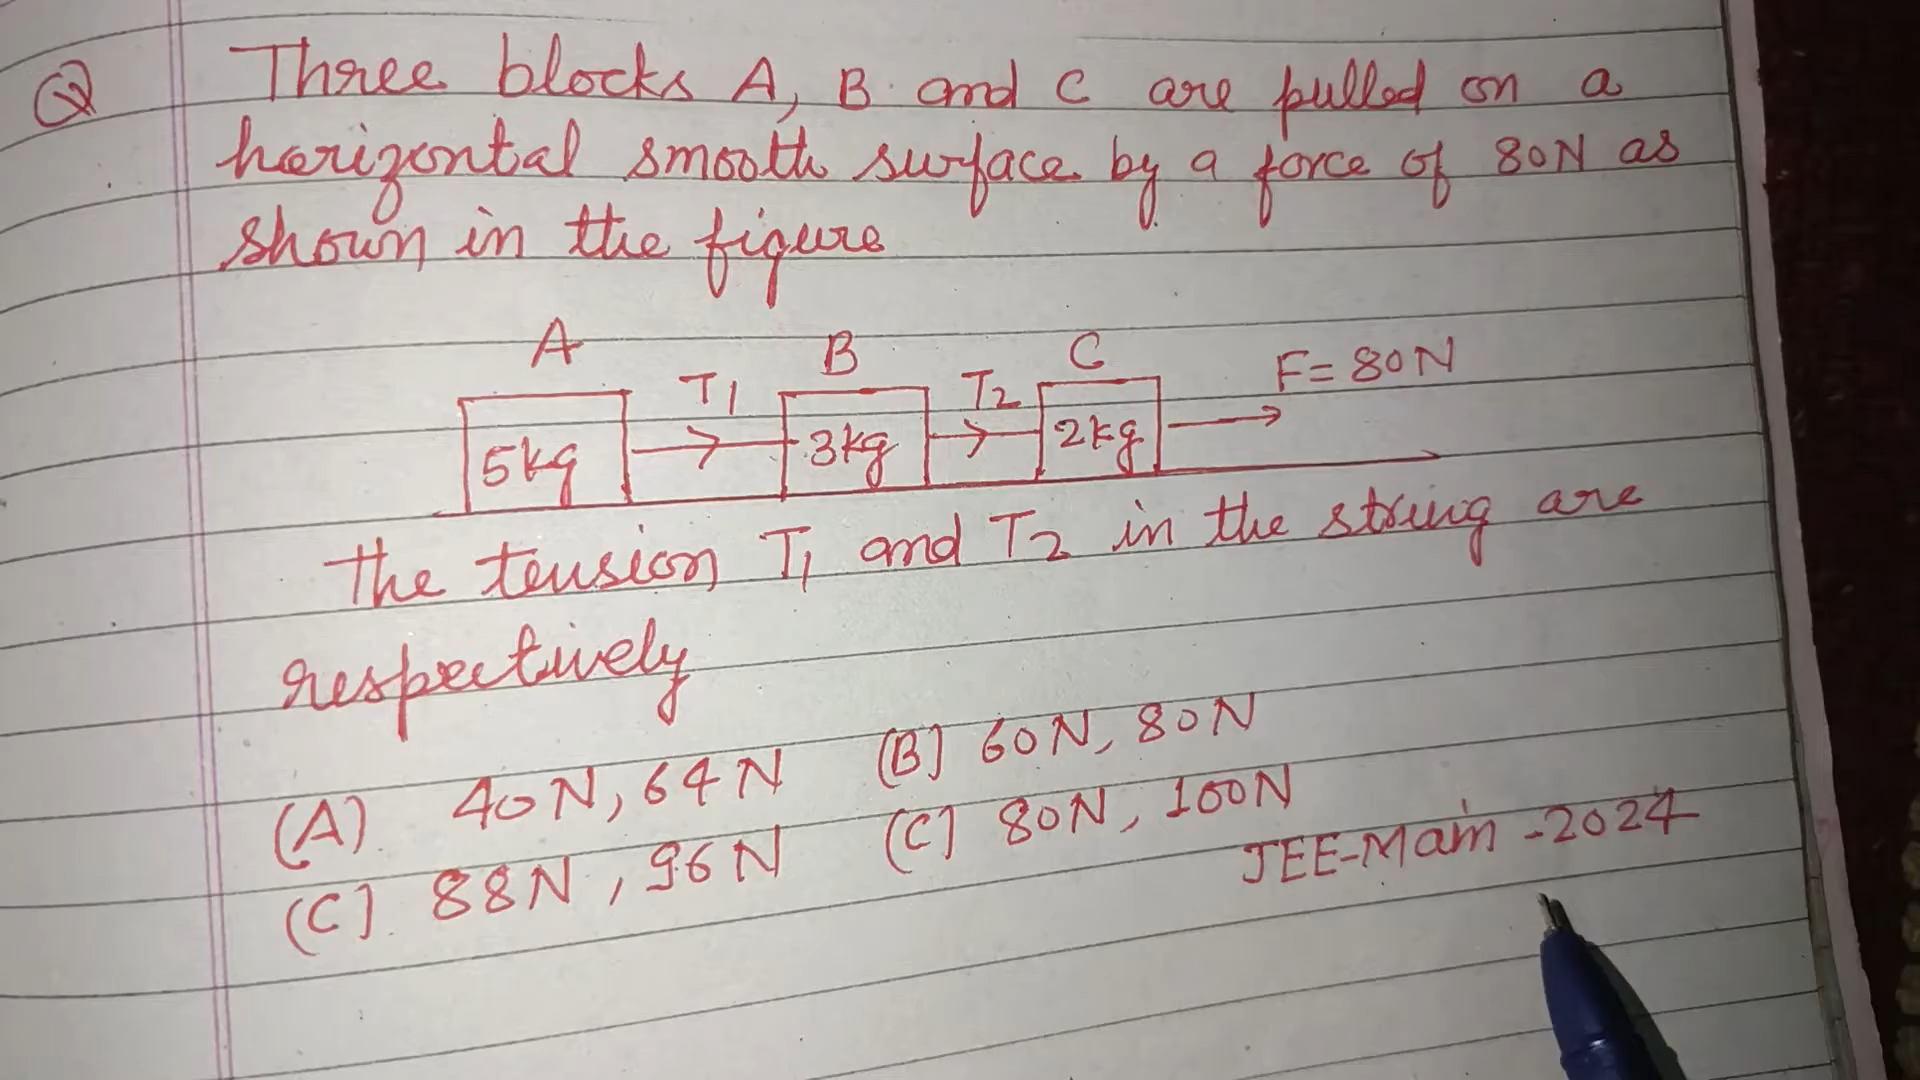 Q Three blocks A, B and C are pulled on a
horizontal smooth surface by a force of 80N as
shown in the figure
A B C
T1 T2 F= 80N
5kg 3kg 2kg
the tension T1 and T2 in the string are
respectively
(A) 40N, 64N (B) 60N, 80N
(C) 88N, 96N (C) 80N, 100N
JEE-Main -2024